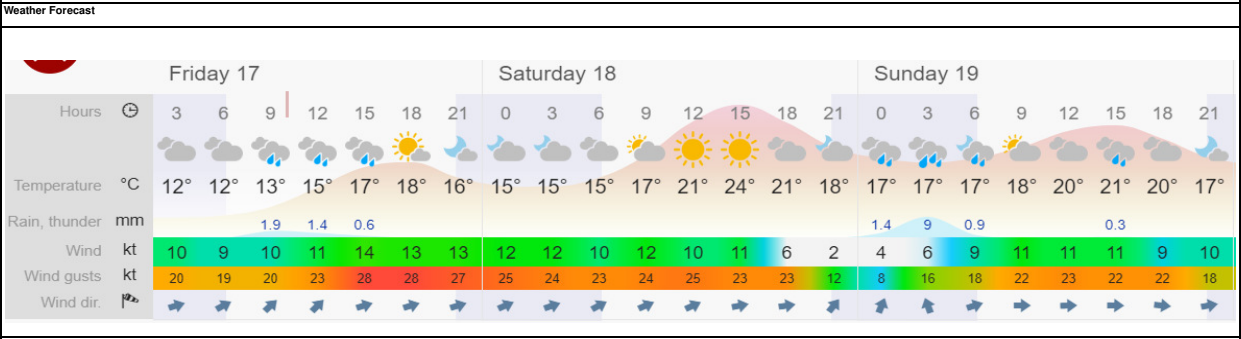 Weather Forecast
Friday 17 Saturday 18 Sunday 19
Hours 3 6 9 12 15 18 21 0 3 6 9 12 15 18 21 0 3 6 9 12 15 18 21
Temperature °C 12° 12° 13° 15° 17° 18° 16° 15° 15° 15° 17° 21° 24° 21° 18° 17° 17° 17° 18° 20° 21° 20° 17°
Rain, thunder mm 1.9 1.4 0.6 1.4 9 0.9 0.3
Wind kt 10 9 10 11 14 13 13 12 12 10 12 10 11 6 2 4 6 9 11 11 11 9 10
Wind gusts kt 20 19 20 23 28 28 27 25 24 23 24 25 23 23 12 8 16 18 22 23 22 22 18
Wind dir.